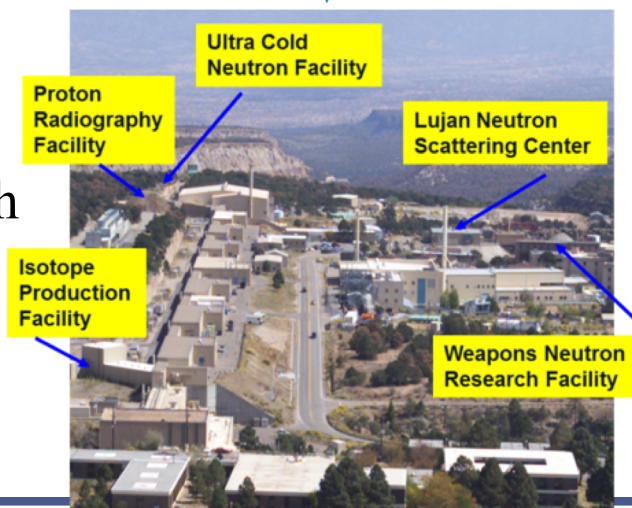 Ultra Cold
Neutron Facility
Proton
Radiography
Facility
Lujan Neutron
Scattering Center
h
Isotope
Production
Facility
Weapons Neutron
Research Facility